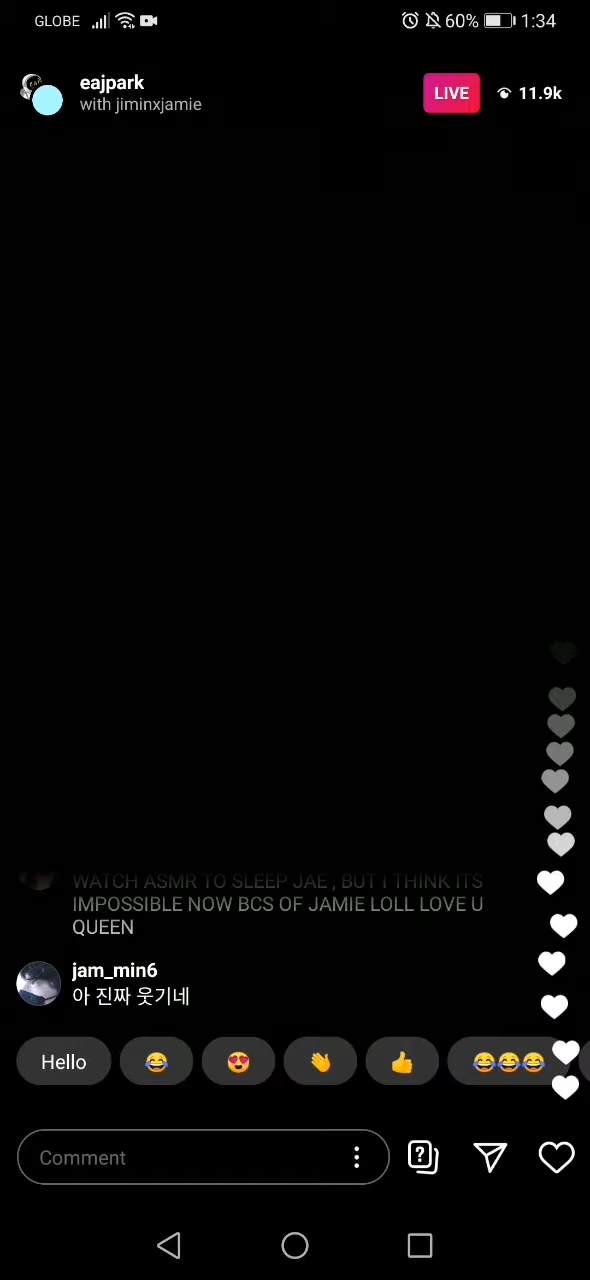 GLOBE 60% 1:34
eajpark
with jiminxjamie
LIVE 11.9k
WATCH ASMR TO SLEEP JAE , BUT I THINK ITS
IMPOSSIBLE NOW BCS OF JAMIE LOLL LOVE U
QUEEN
jam_min6
아 진짜 웃기네
Hello
Comment